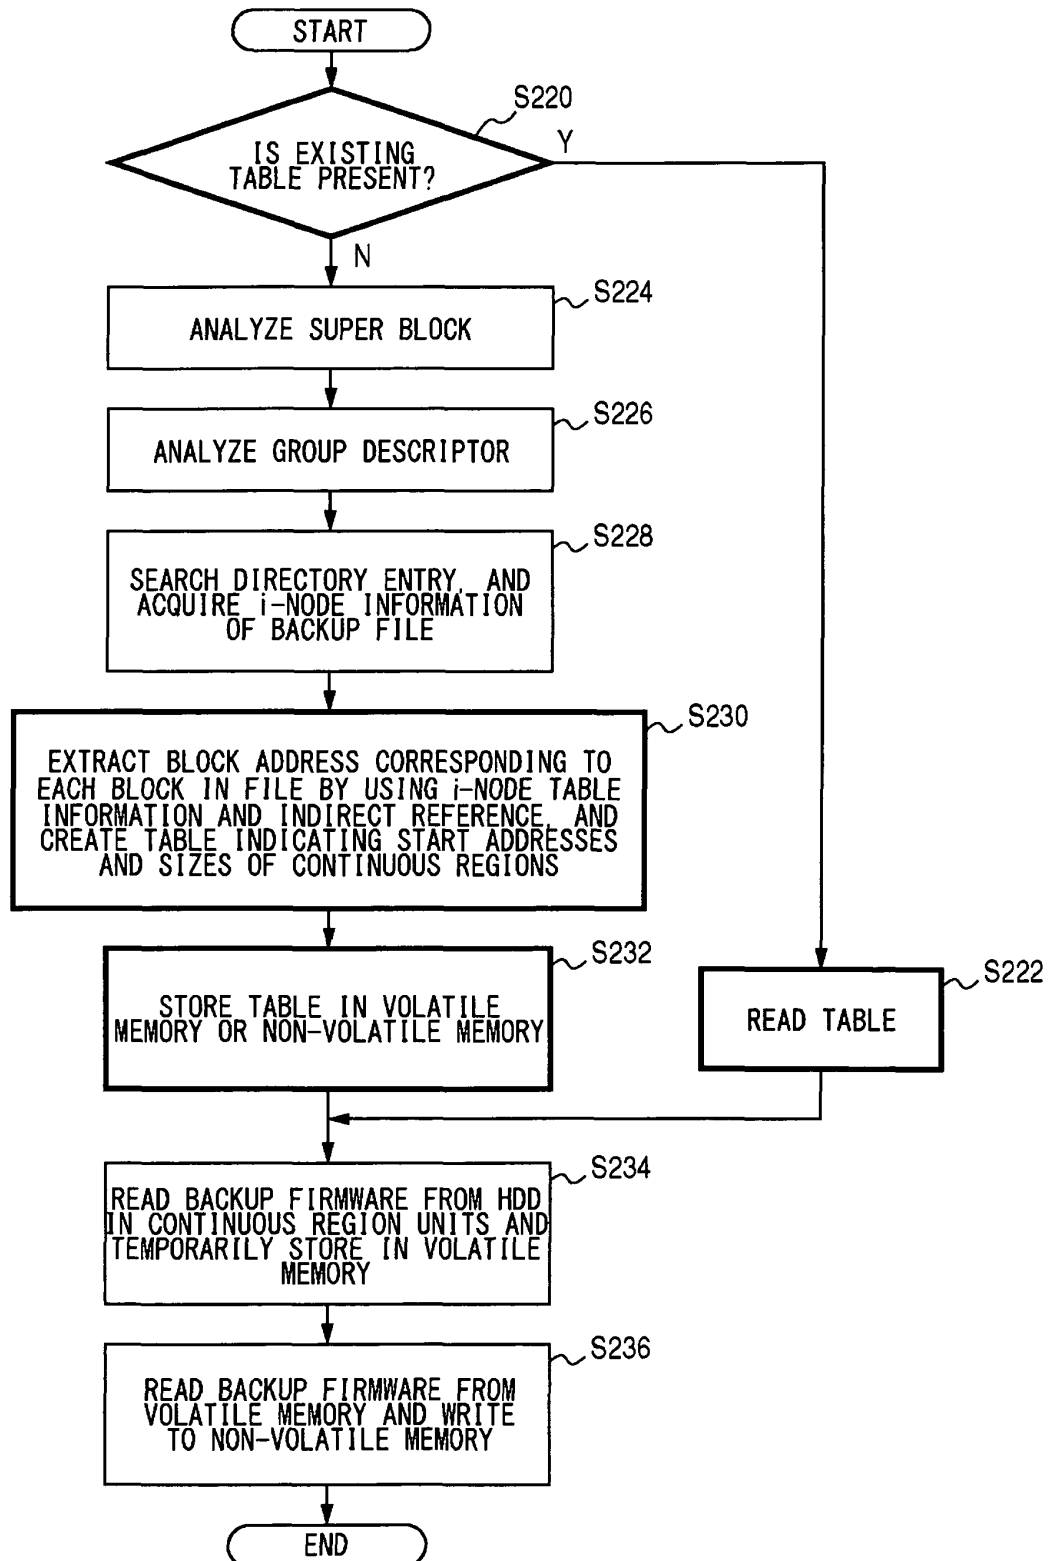 START
S220
IS EXISTING
TABLE PRESENT?
Y
N
S224
ANALYZE SUPER BLOCK
S226
ANALYZE GROUP DESCRIPTOR
S228
SEARCH DIRECTORY ENTRY, AND
ACQUIRE i-NODE INFORMATION
OF BACKUP FILE
S230
EXTRACT BLOCK ADDRESS CORRESPONDING TO
EACH BLOCK IN FILE BY USING i-NODE TABLE
INFORMATION AND INDIRECT REFERENCE, AND
CREATE TABLE INDICATING START ADDRESSES
AND SIZES OF CONTINUOUS REGIONS
S232
STORE TABLE IN VOLATILE
MEMORY OR NON-VOLATILE MEMORY
S222
READ TABLE
S234
READ BACKUP FIRMWARE FROM HDD
IN CONTINUOUS REGION UNITS AND
TEMPORARILY STORE IN VOLATILE
MEMORY
S236
READ BACKUP FIRMWARE FROM
VOLATILE MEMORY AND WRITE
TO NON-VOLATILE MEMORY
END